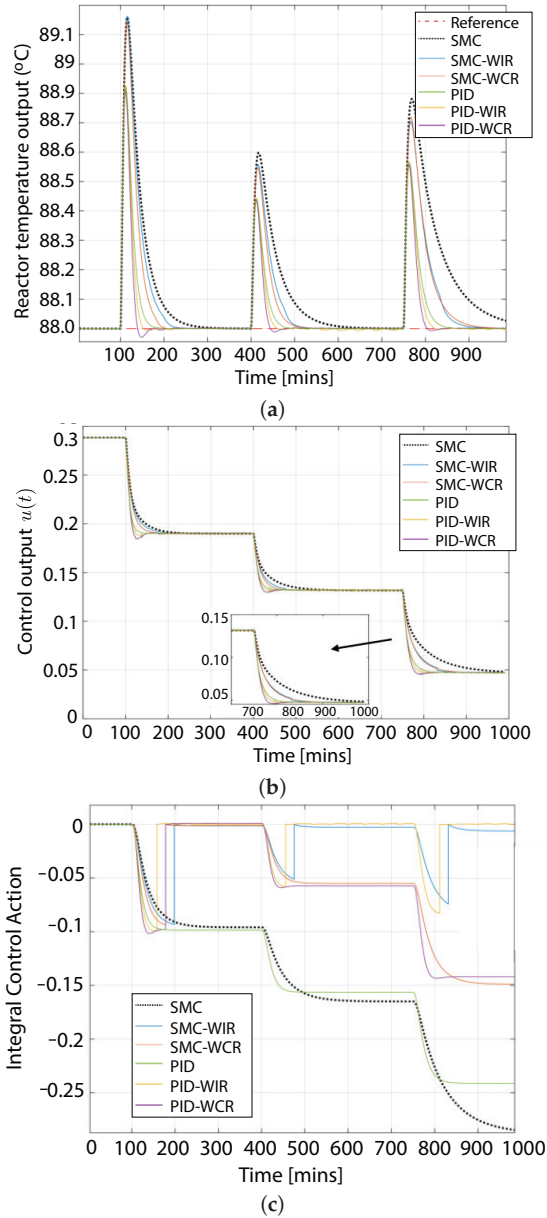 89.1
89.0
88.9
88.6
88.5
88.4
88.3
88.2
88.1
88.0
Reactor temperature output (ºC)
Reference
SMC
SMC-WIR
SMC-WCR
PID
PID-WIR
PID-WCR
100 200 300 400 500 600 700 800 900
Time [mins]
(a)
0.3
0.25
0.2
0.15
0.1
0.05
0
Control output u(t)
SMC
SMC-WIR
SMC-WCR
PID
PID-WIR
PID-WCR
0.15
0.10
0.05
700 800 900 1000
0 100 200 300 400 500 600 700 800 900 1000
Time [mins]
(b)
0
−0.05
−0.1
−0.15
−0.2
−0.25
Integral Control Action
SMC
SMC-WIR
SMC-WCR
PID
PID-WIR
PID-WCR
0 100 200 300 400 500 600 700 800 900 1000
Time [mins]
(c)